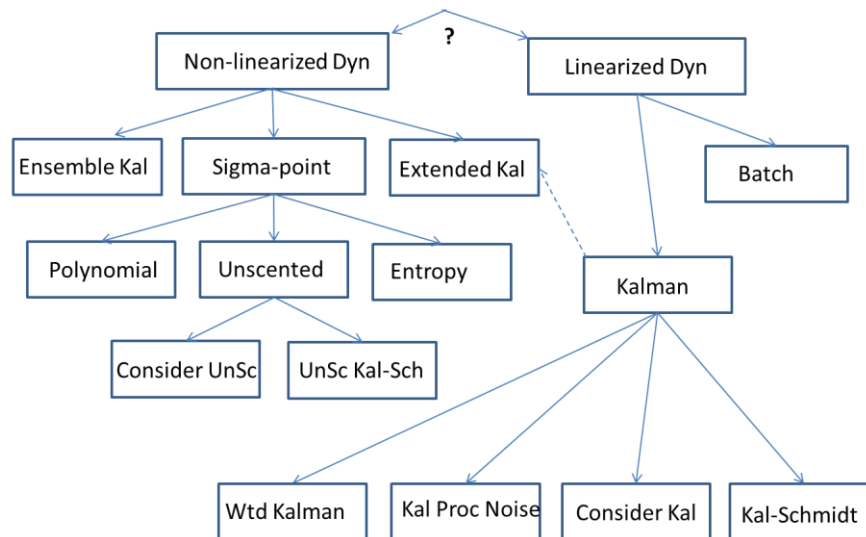 ?
Non-linearized Dyn
Linearized Dyn
Ensemble Kal
Sigma-point
Extended Kal
Batch
Polynomial
Unscented
Entropy
Kalman
Consider UnSc
UnSc Kal-Sch
Wtd Kalman
Kal Proc Noise
Consider Kal
Kal-Schmidt